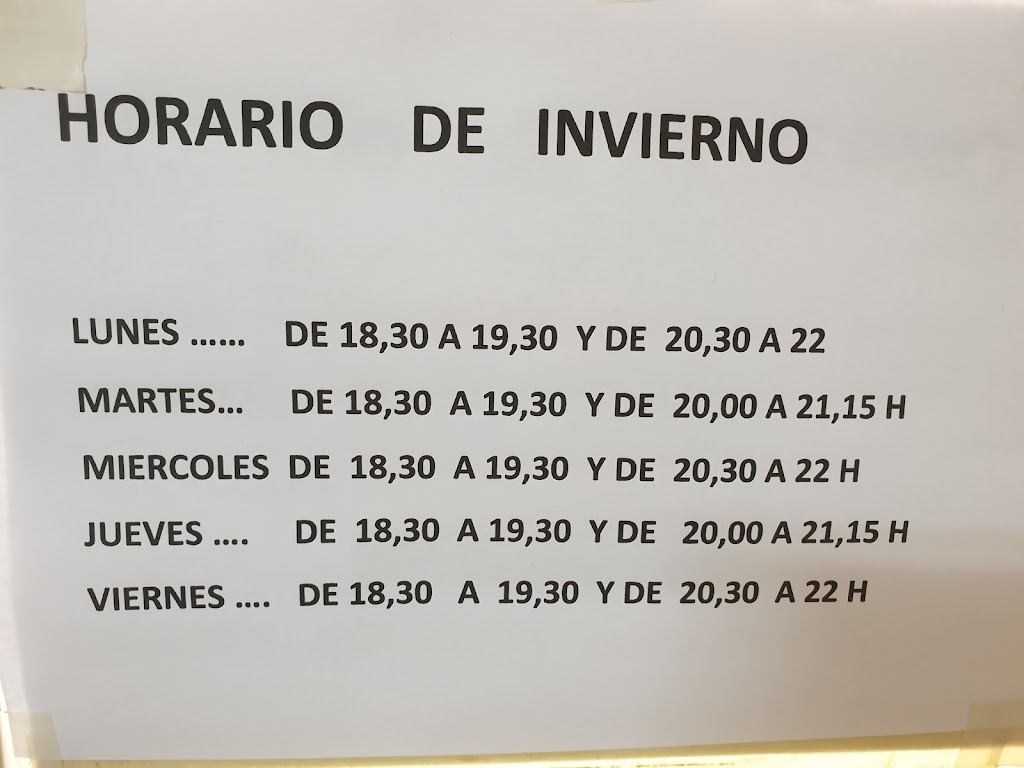 HORARIO DE INVIERNO
LUNES ...... DE 18,30 A 19,30 Y DE 20,30 A 22
MARTES... DE 18,30 A 19,30 Y DE 20,00 A 21,15 H
MIERCOLES DE 18,30 A 19,30 Y DE 20,30 A 22 H
JUEVES .... DE 18,30 A 19,30 Y DE 20,00 A 21,15 H
VIERNES .... DE 18,30 A 19,30 Y DE 20,30 A 22 H